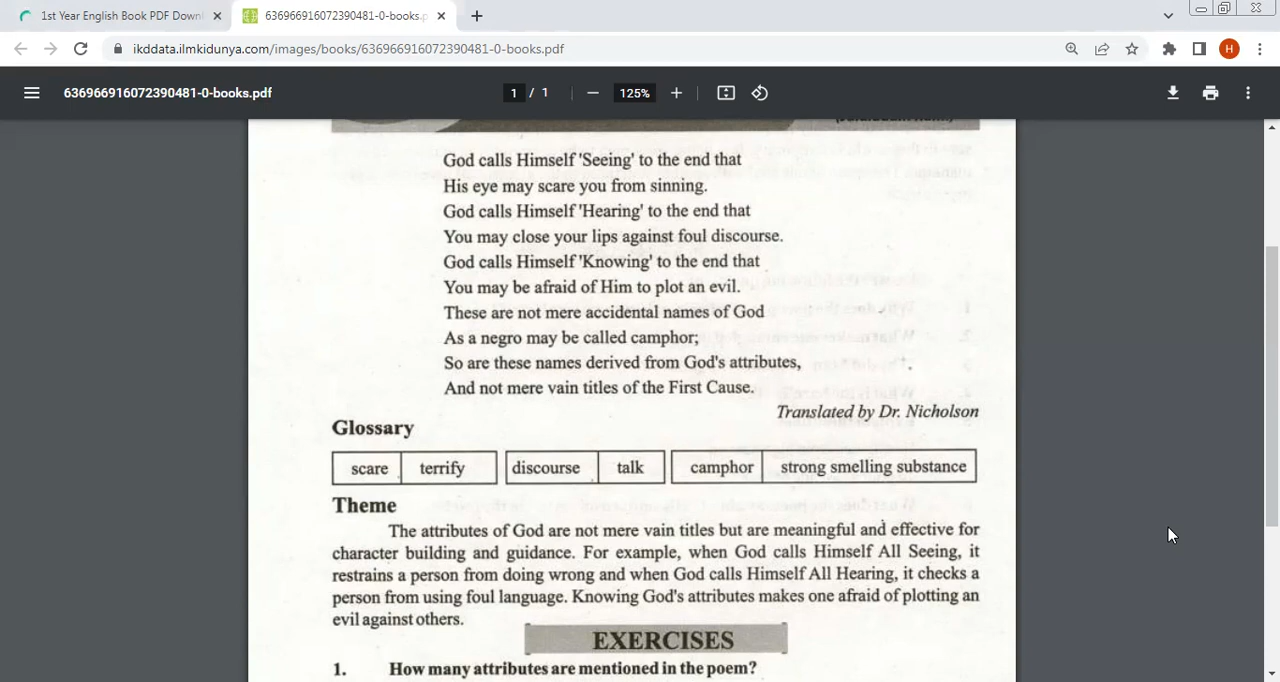 1st Year English Book PDF Down
636966916072390481-0-books.p
ikddata.ilmkidunya.com/images/books/636966916072390481-0-books.pdf
H
636966916072390481-0-books.pdf
1 / 1
125%
God calls Himself 'Seeing' to the end that
His eye may scare you from sinning.
God calls Himself 'Hearing' to the end that
You may close your lips against foul discourse.
God calls Himself 'Knowing' to the end that
You may be afraid of Him to plot an evil.
These are not mere accidental names of God
As a negro may be called camphor;
So are these names derived from God's attributes,
And not mere vain titles of the First Cause.
Translated by Dr. Nicholson
Glossary
scare terrify discourse talk camphor strong smelling substance
Theme
The attributes of God are not mere vain titles but are meaningful and effective for
character building and guidance. For example, when God calls Himself All Seeing, it
restrains a person from doing wrong and when God calls Himself All Hearing, it checks a
person from using foul language. Knowing God's attributes makes one afraid of plotting an
evil against others.
EXERCISES
1. How many attributes are mentioned in the poem?